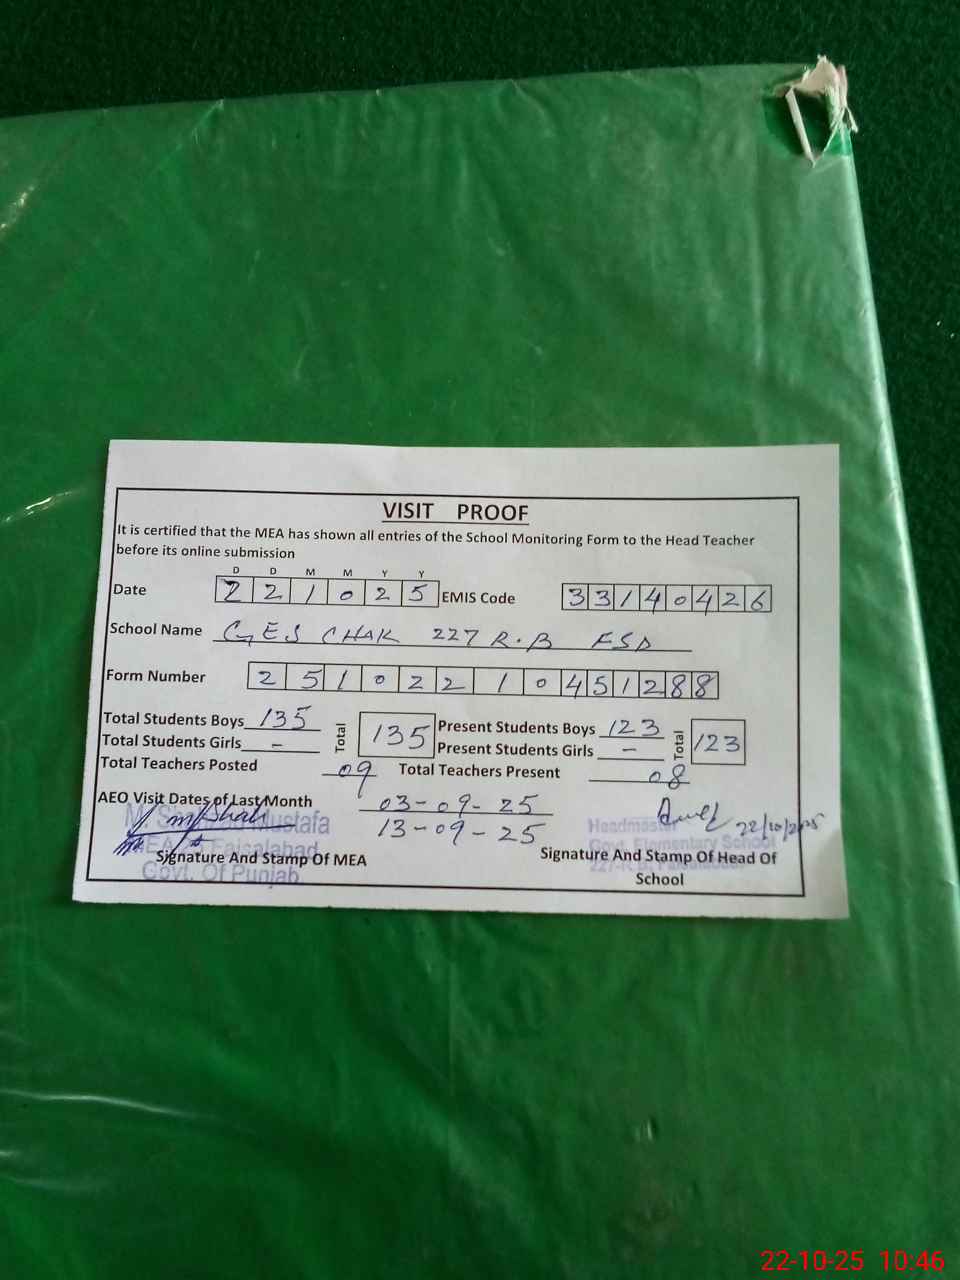 VISIT PROOF
It is certified that the MEA has shown all entries of the School Monitoring Form to the Head Teacher
before its online submission
D D M M Y Y
Date 2 2 1 0 2 5 EMIS Code 3 3 1 4 0 4 2 6
School Name GES CHAK 227 R.B FSD
Form Number 2 5 1 0 2 2 1 0 4 5 1 2 8 8
Total Students Boys 135 Total 135 Present Students Boys 123 Total 123
Total Students Girls - Present Students Girls -
Total Teachers Posted 09 Total Teachers Present 08
AEO Visit Dates of Last Month 03-09-25
13-09-25
22/10/2025
Mustafa
MEA Faisalabad
Govt. Of Punjab
Signature And Stamp Of MEA
Headmaster
Govt. Elementary School
227-R.B. Faisalabad
Signature And Stamp Of Head Of
School
22-10-25 10:46